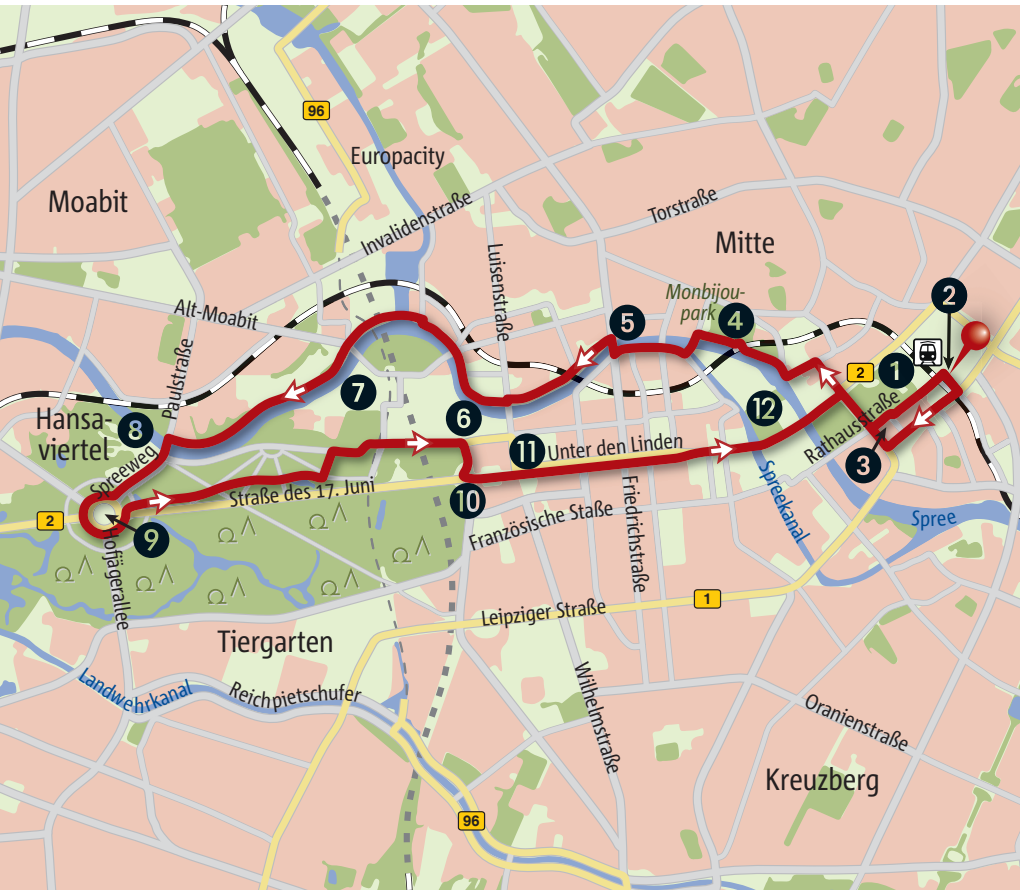 96
Europacity
Moabit
Invalidenstraße
Torstraße
Mitte
Luisenstraße
Monbijou-
park
4
2
5
Alt-Moabit
Paulstraße
2
1
7
6
12
Hansa-
viertel
8
Rathausstraße
3
11
Unter den Linden
Spreeweg
Straße des 17. Juni
10
Spreekanal
Friedrichstraße
Französische Staße
Spree
2
9
Hofjägerallee
1
Leipziger Straße
Tiergarten
Landwehrkanal
Reichpietschufer
Wilhelmstraße
Oranienstraße
Kreuzberg
96